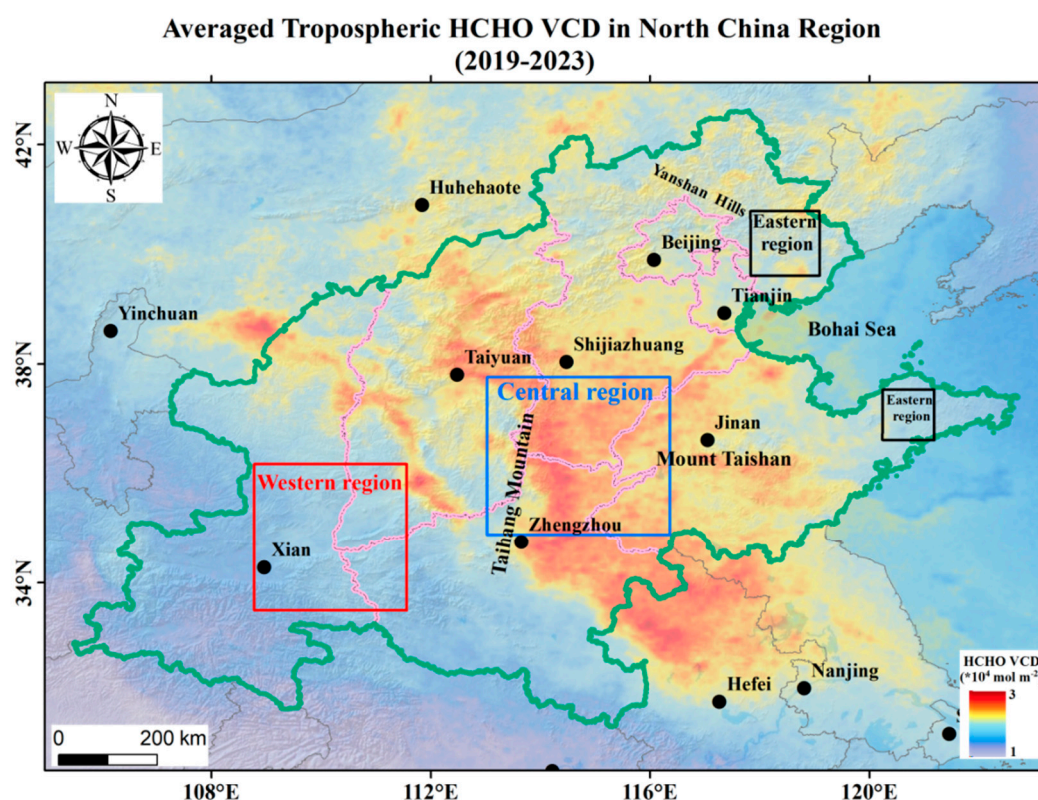 Averaged Tropospheric HCHO VCD in North China Region
(2019-2023)
N
W
E
S
42°N
38°N
34°N
Huhehaote
Yanshan Hills
Eastern
region
Beijing
Tianjin
Yinchuan
Bohai Sea
Shijiazhuang
Taiyuan
Central region
Eastern
region
Jinan
Mount Taishan
Taihang Mountain
Western region
Zhengzhou
Xian
Hefei
Nanjing
HCHO VCD
(*10⁴ mol m⁻²
3
1
S
0
200 km
108°E
112°E
116°E
120°E